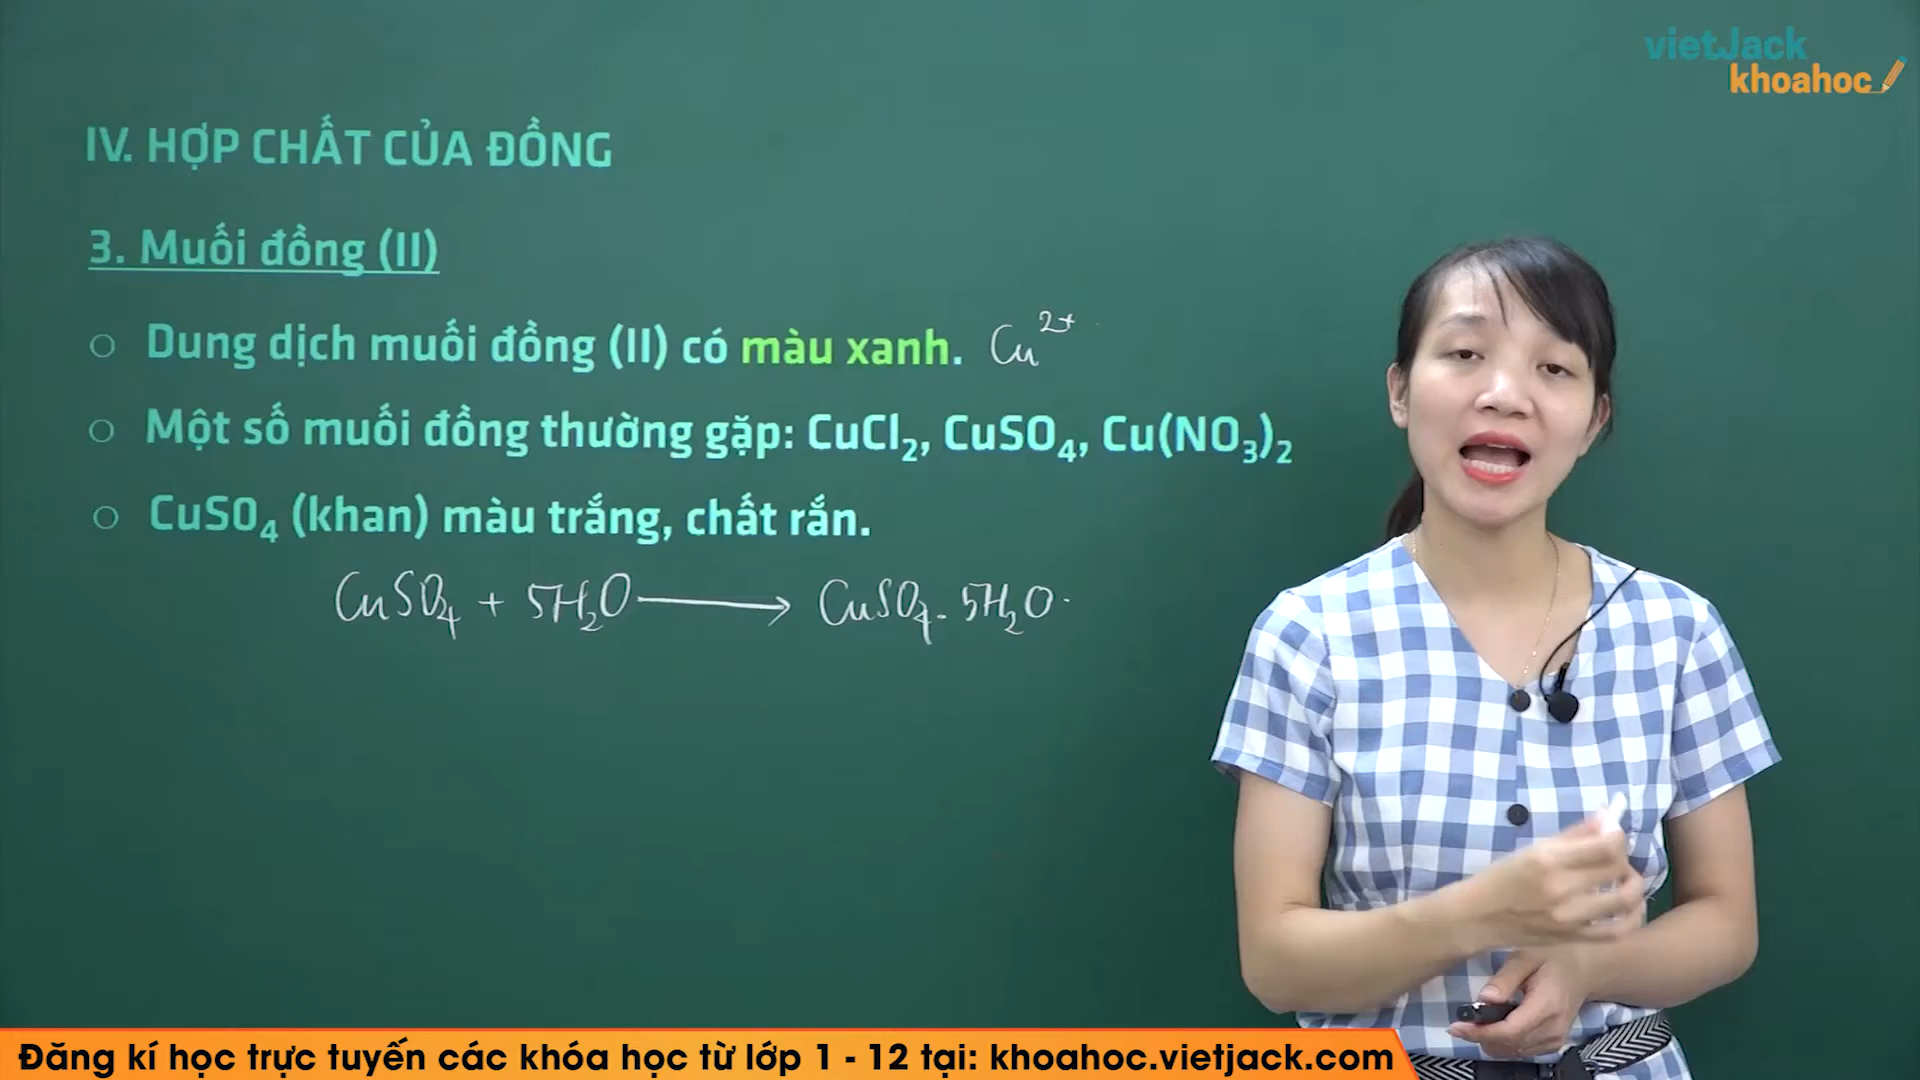 vietJack
khoahoc
IV. HỢP CHẤT CỦA ĐỒNG
3. Muối đồng (II)
○ Dung dịch muối đồng (II) có màu xanh. Cu²⁺
○ Một số muối đồng thường gặp: CuCl₂, CuSO₄, Cu(NO₃)₂
○ CuSO₄ (khan) màu trắng, chất rắn.
CuSO₄ + 5H₂O ⟶ CuSO₄.5H₂O.
Đăng kí học trực tuyến các khóa học từ lớp 1 - 12 tại: khoahoc.vietjack.com